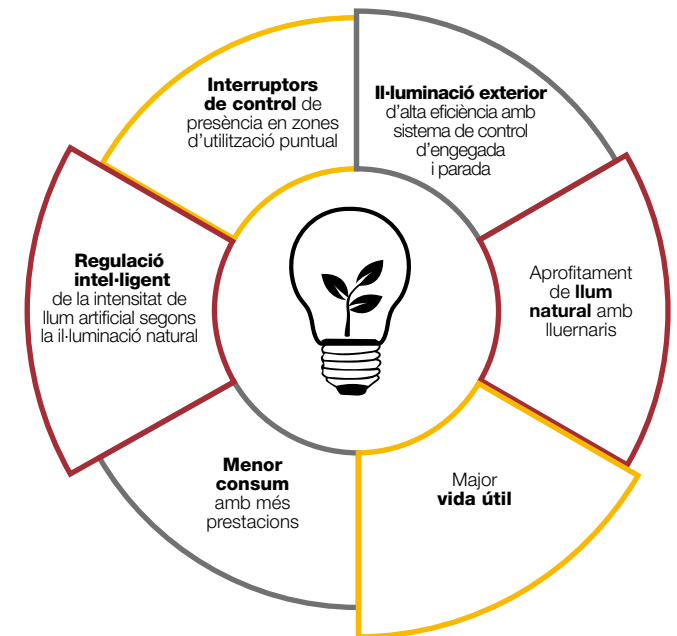 Interruptors
de control de
presència en zones
d'utilització puntual
Il·luminació exterior
d'alta eficiència amb
sistema de control
d'engegada
i parada
Aprofitament
de llum
natural amb
lluernaris
Major
vida útil
Menor
consum
amb més
prestacions
Regulació
intel·ligent
de la intensitat de
llum artificial segons
la il·luminació natural